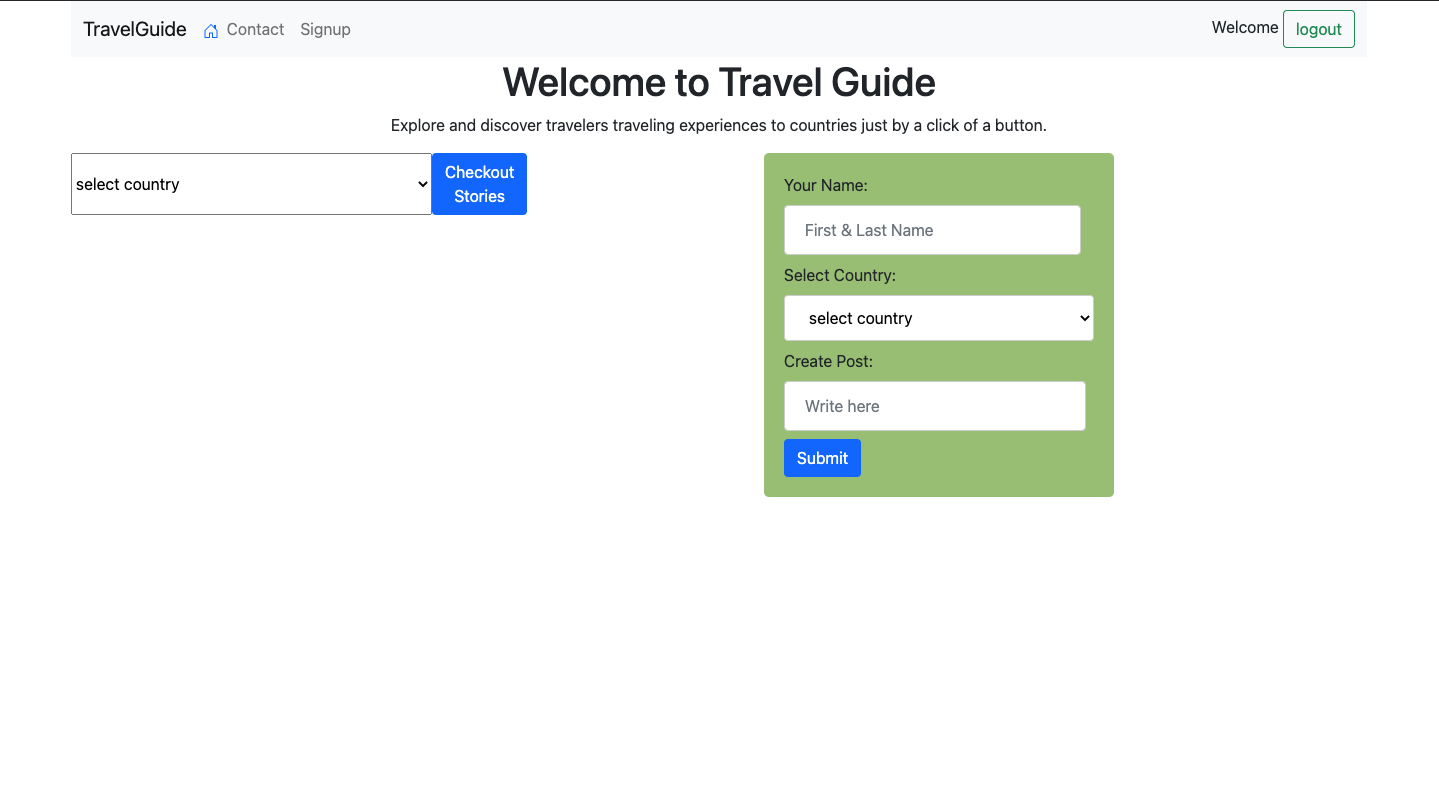 TravelGuide Contact Signup Welcome logout
Welcome to Travel Guide
Explore and discover travelers traveling experiences to countries just by a click of a button.
select country
Checkout
Stories
Your Name:
First & Last Name
Select Country:
select country
Create Post:
Write here
Submit